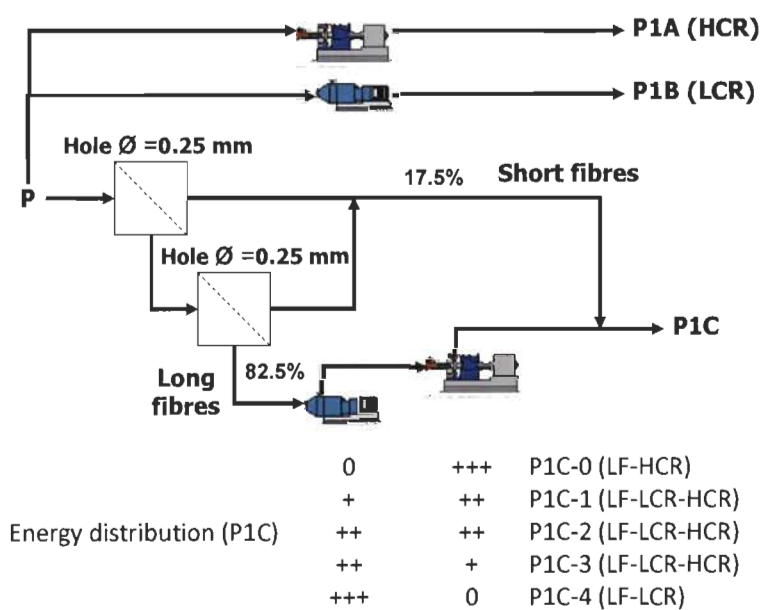 P1A (HCR)
P1B (LCR)
Hole Ø =0.25 mm
17.5% Short fibres
P
Hole Ø =0.25 mm
P1C
82.5%
Long
fibres
0 +++ P1C-0 (LF-HCR)
+ ++ P1C-1 (LF-LCR-HCR)
Energy distribution (P1C) ++ ++ P1C-2 (LF-LCR-HCR)
++ + P1C-3 (LF-LCR-HCR)
+++ 0 P1C-4 (LF-LCR)